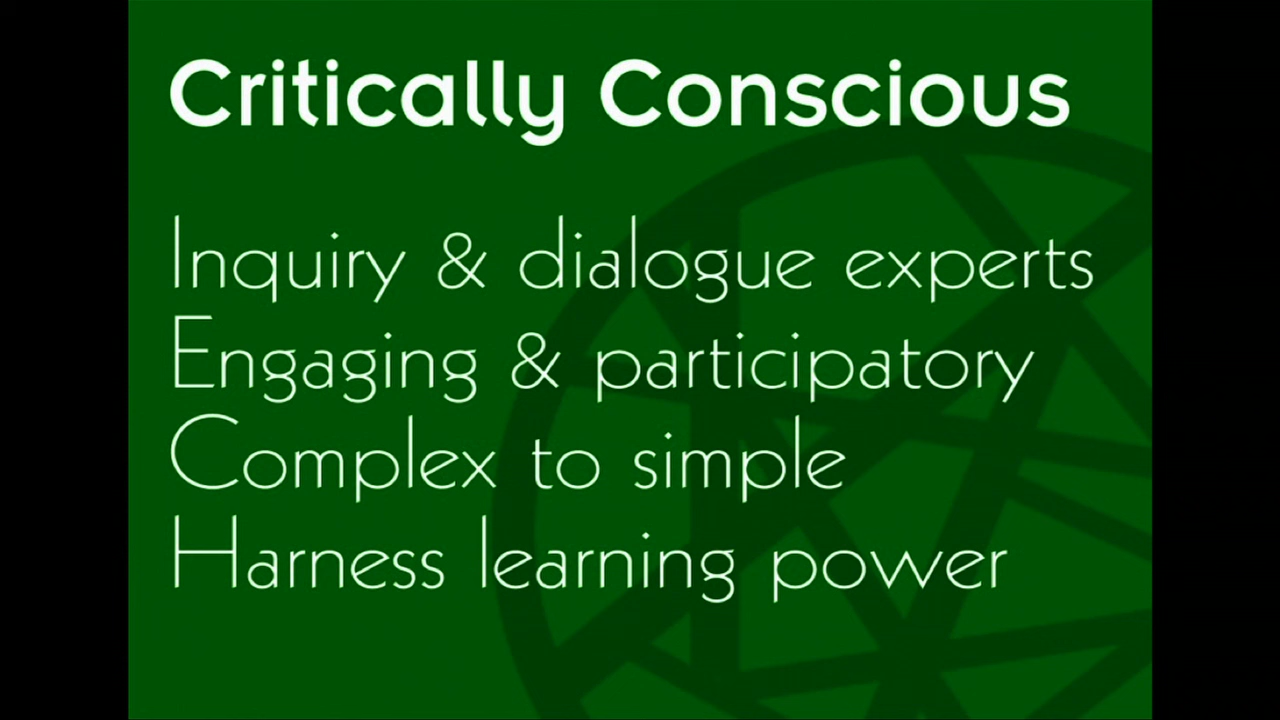 Critically Conscious
Inquiry & dialogue experts
Engaging & participatory
Complex to simple
Harness learning power